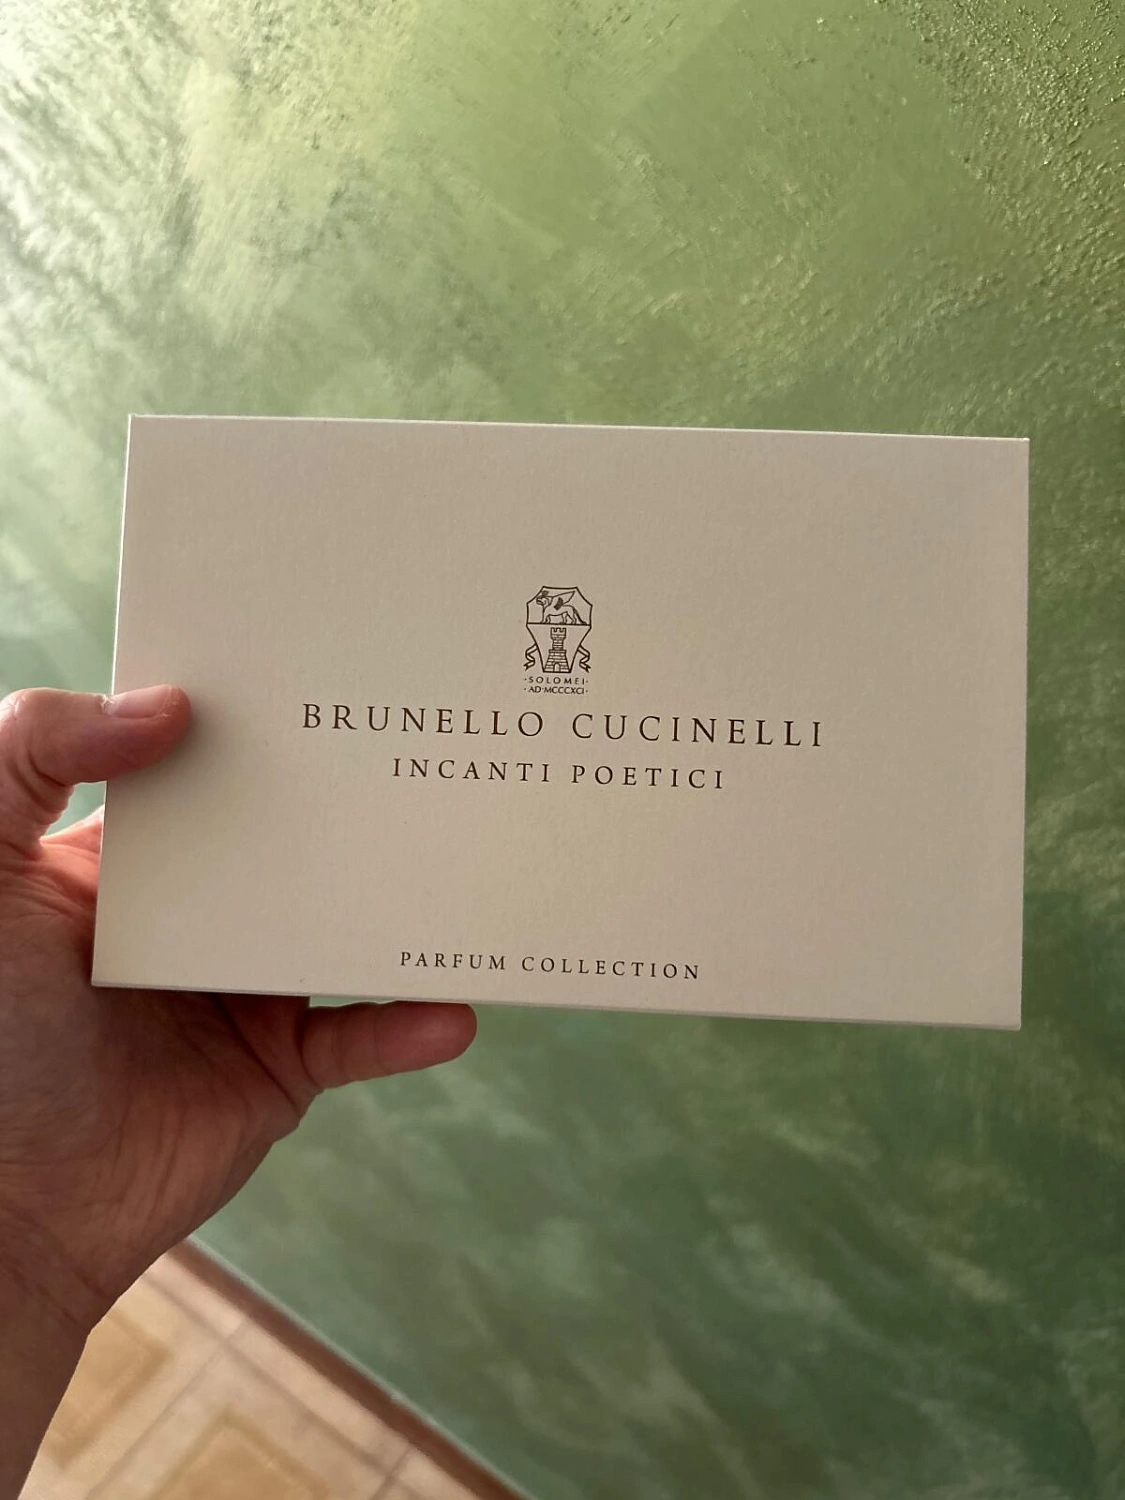 ·SOLOMEI·
·AD·MCCCXCI·
BRUNELLO CUCINELLI
INCANTI POETICI
PARFUM COLLECTION